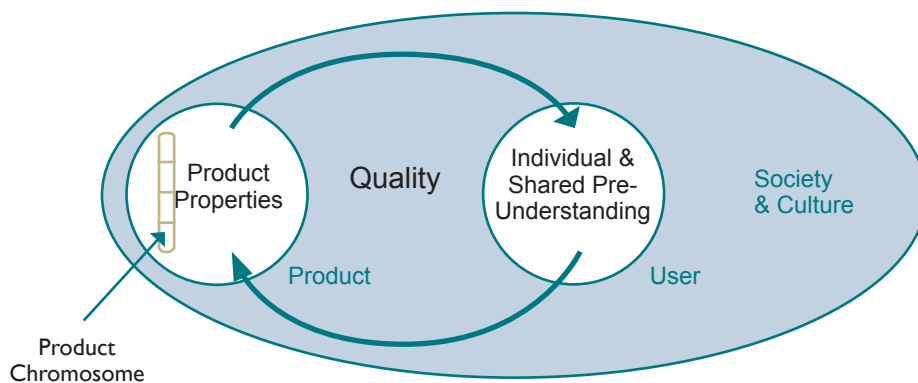 Product
Properties
Quality
Individual &
Shared Pre-
Understanding
Society
& Culture
Product
User
Product
Chromosome